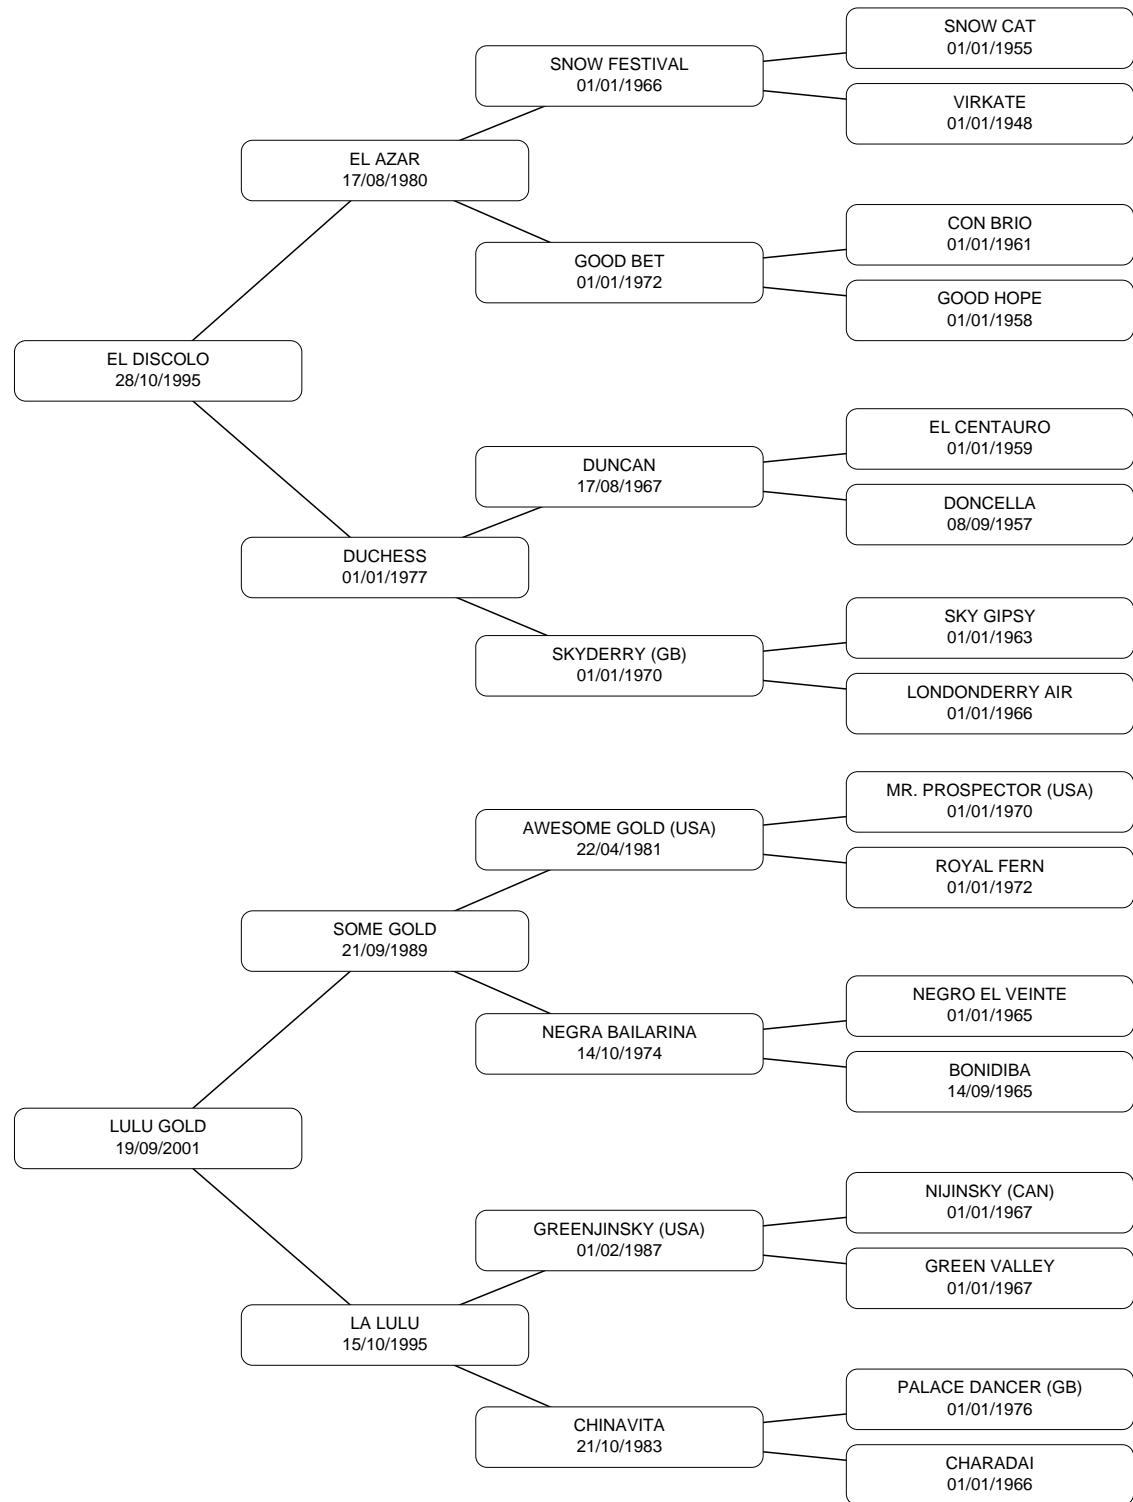 SNOW CAT
01/01/1955
SNOW FESTIVAL
01/01/1966
VIRKATE
01/01/1948
EL AZAR
17/08/1980
CON BRIO
01/01/1961
GOOD BET
01/01/1972
GOOD HOPE
01/01/1958
EL DISCOLO
28/10/1995
EL CENTAURO
01/01/1959
DUNCAN
17/08/1967
DONCELLA
08/09/1957
DUCHESS
01/01/1977
SKY GIPSY
01/01/1963
SKYDERRY (GB)
01/01/1970
LONDONDERRY AIR
01/01/1966
MR. PROSPECTOR (USA)
01/01/1970
AWESOME GOLD (USA)
22/04/1981
ROYAL FERN
01/01/1972
SOME GOLD
21/09/1989
NEGRO EL VEINTE
01/01/1965
NEGRA BAILARINA
14/10/1974
BONIDIBA
14/09/1965
LULU GOLD
19/09/2001
NIJINSKY (CAN)
01/01/1967
GREENJINSKY (USA)
01/02/1987
GREEN VALLEY
01/01/1967
LA LULU
15/10/1995
PALACE DANCER (GB)
01/01/1976
CHINAVITA
21/10/1983
CHARADAI
01/01/1966